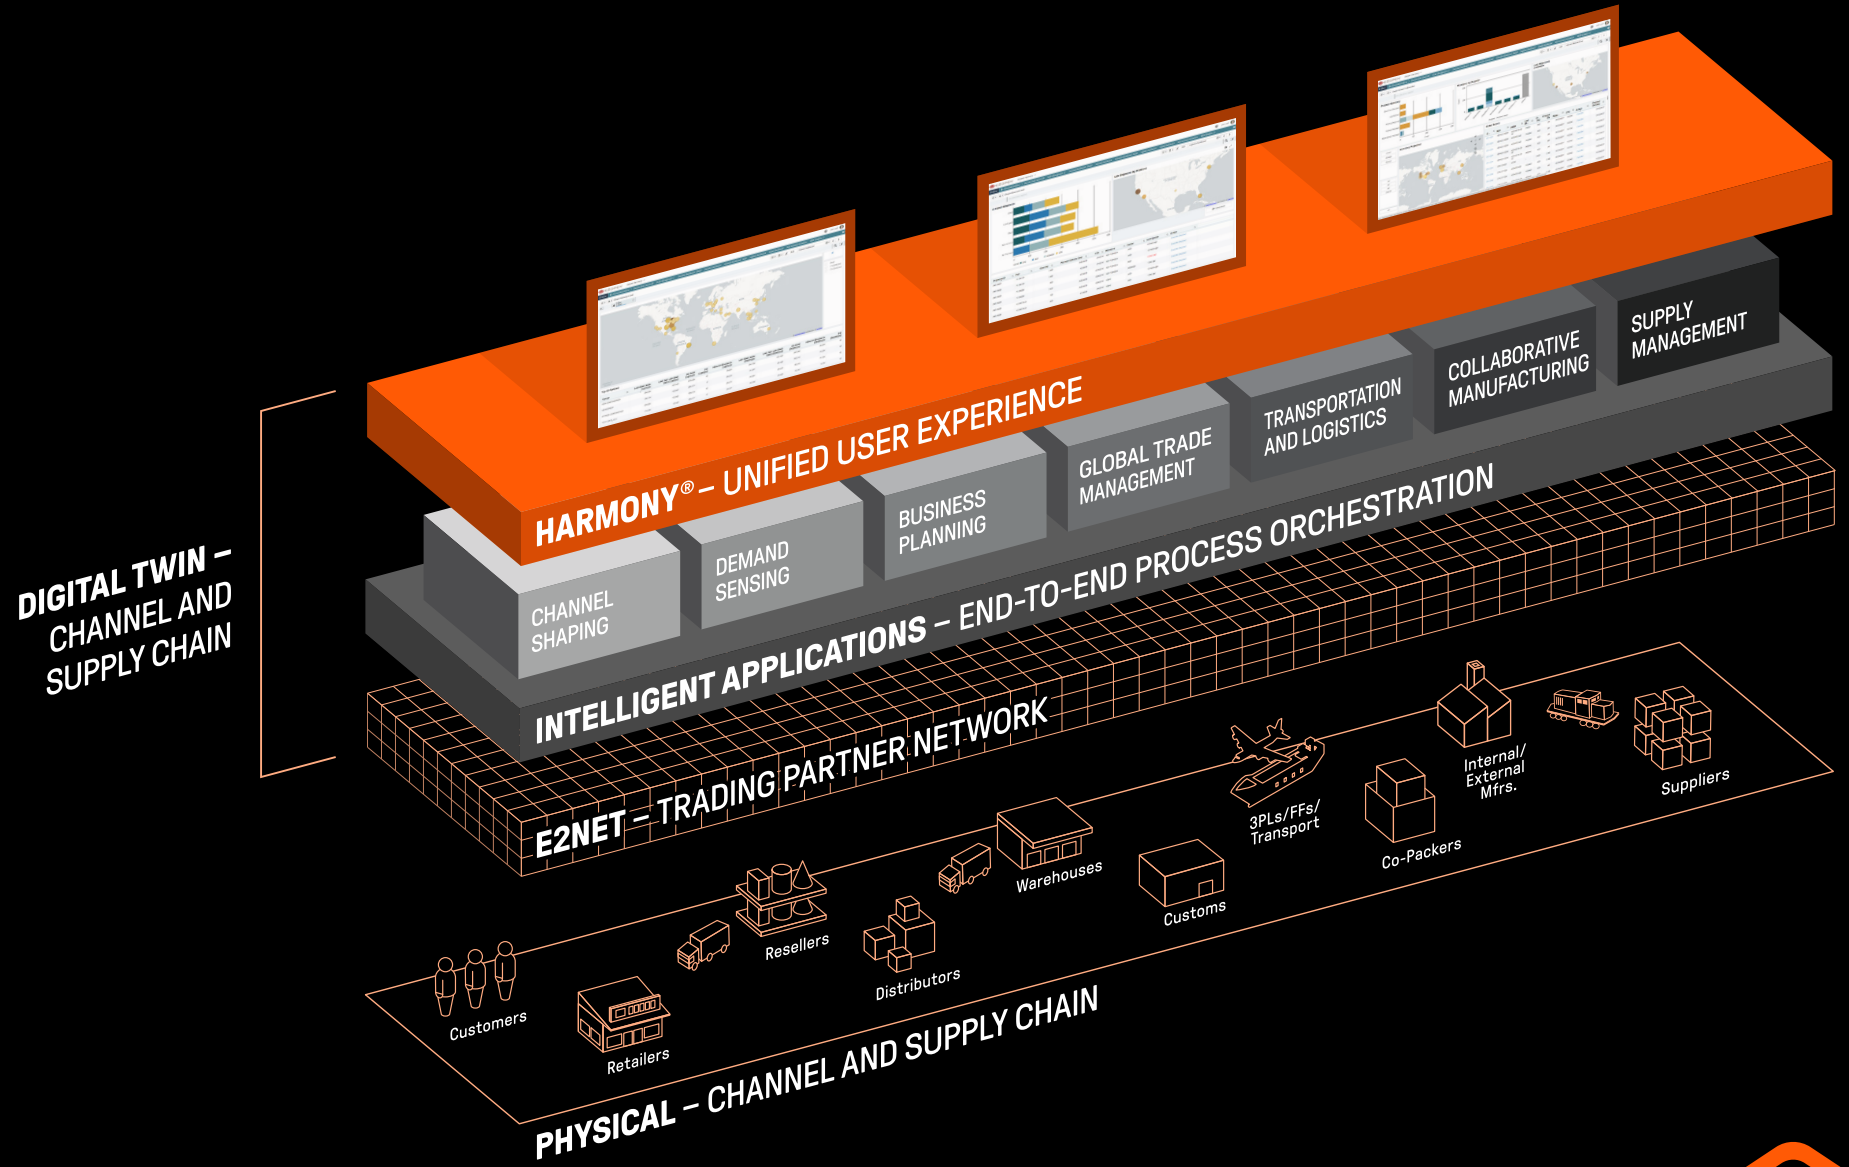 HARMONY® – UNIFIED USER EXPERIENCE
CHANNEL
SHAPING
DEMAND
SENSING
BUSINESS
PLANNING
GLOBAL TRADE
MANAGEMENT
TRANSPORTATION
AND LOGISTICS
COLLABORATIVE
MANUFACTURING
SUPPLY
MANAGEMENT
INTELLIGENT APPLICATIONS – END-TO-END PROCESS ORCHESTRATION
E2NET – TRADING PARTNER NETWORK
DIGITAL TWIN –
CHANNEL AND
SUPPLY CHAIN
Customers
Retailers
Resellers
Distributors
Warehouses
Customs
3PLs/FFs/
Transport
Co-Packers
Internal/
External
Mfrs.
Suppliers
PHYSICAL – CHANNEL AND SUPPLY CHAIN